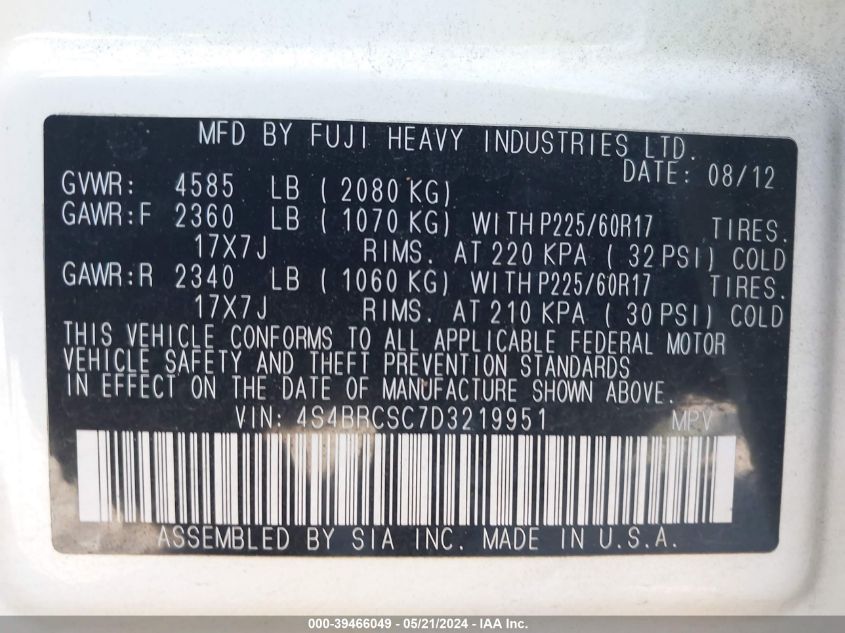 MFD BY FUJI HEAVY INDUSTRIES LTD.
DATE: 08/12
GVWR: 4585 LB ( 2080 KG)
GAWR:F 2360 LB ( 1070 KG) WITH P225/60R17 TIRES.
17X7J RIMS. AT 220 KPA ( 32 PSI) COLD
GAWR:R 2340 LB ( 1060 KG) WITH P225/60R17 TIRES.
17X7J RIMS. AT 210 KPA ( 30 PSI) COLD
THIS VEHICLE CONFORMS TO ALL APPLICABLE FEDERAL MOTOR
VEHICLE SAFETY AND THEFT PREVENTION STANDARDS
IN EFFECT ON THE DATE OF MANUFACTURE SHOWN ABOVE.
VIN: 4S4BRCSC7D3219951 MPV
ASSEMBLED BY SIA INC. MADE IN U.S.A.
000-39466049 - 05/21/2024 - IAA Inc.